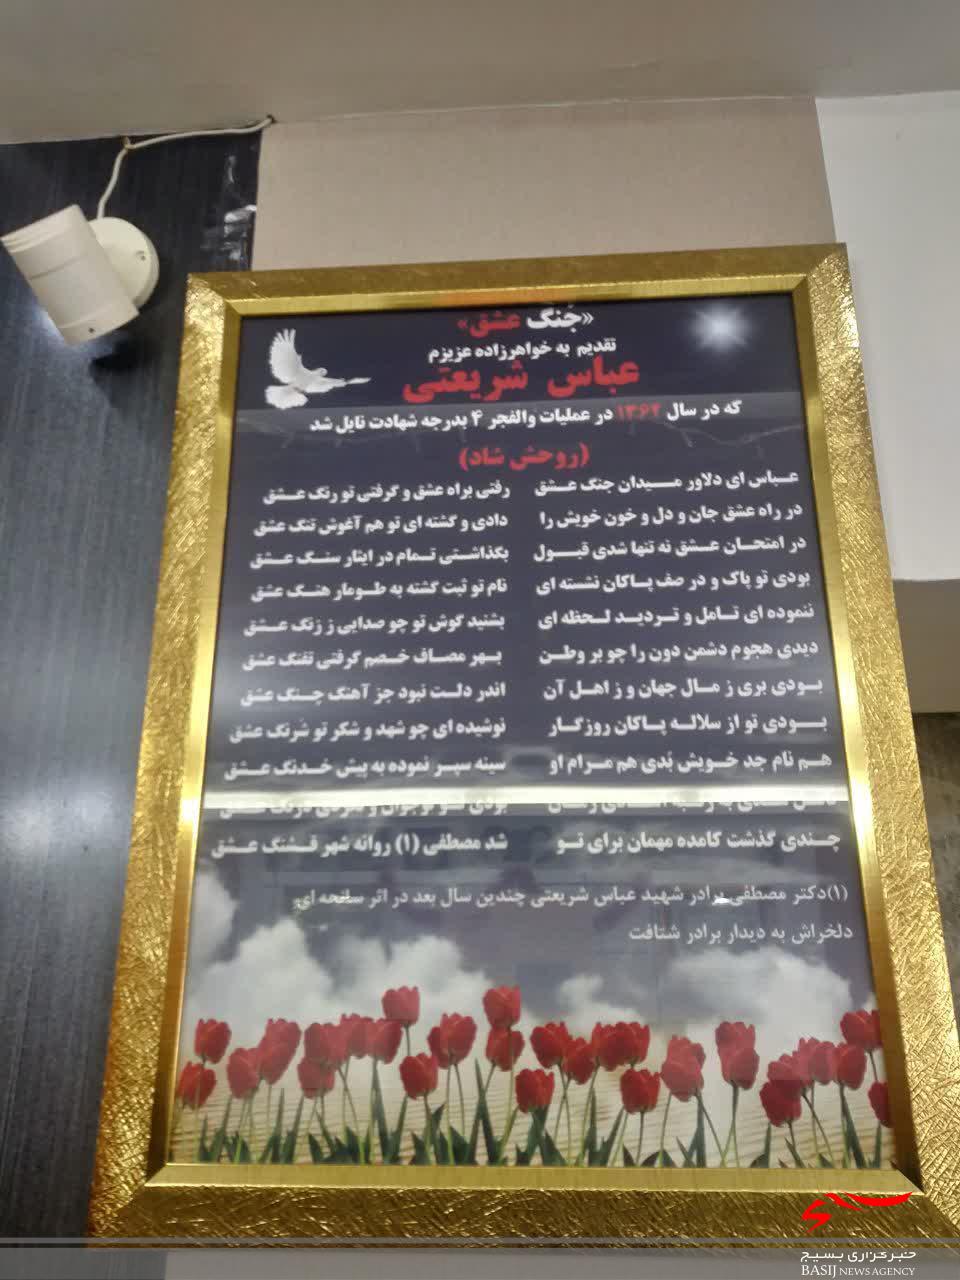 «جَنگ عشق»
تقدیم به خواهرزاده عزیزم
عباس شریعتی
که در سال ۱۳۶۲ در عملیات والفجر ۴ بدرجه شهادت نایل شد
(روحش شاد)
عباس ای دلاور میدان جنگ عشق رفتی براه عشق و گرفتی تو رنگ عشق
در راه عشق جان و دل و خون خویش را دادی و گشته ای تو هم آغوش تنگ عشق
در امتحان عشق نه تنها شدی قبول بگذاشتی تمام در ایثار سنگ عشق
بودی تو پاک و در صف پاکان نشسته ای نام تو ثبت گشته به طومار هنگ عشق
ننموده ای تامل و تردید لحظه ای بشنید گوش تو چو صدایی ز زنگ عشق
دیدی هجوم دشمن دون را چو بر وطن بهر مصاف خصم گرفتی تفنگ عشق
بودی بری ز مال جهان و ز اهل آن اندر دلت نبود جز آهنگ چنگ عشق
بودی تو از سلاله پاکان روزگار نوشیده ای چو شهد و شکر تو شَرنگ عشق
هم نام جد خویش بُدی هم مرام او سینه سپر نموده به پیش خدنگ عشق
بودی تو نوجوان و
چندی گذشت کامده مهمان برای تو شد مصطفی (۱) روانه شهر قشنگ عشق
(۱)دکتر مصطفی برادر شهید عباس شریعتی چندین سال بعد در اثر سانحه ای
دلخراش به دیدار برادر شتافت
بسیج
خبرگزاری بسیج
BASIJ NEWS AGENCY